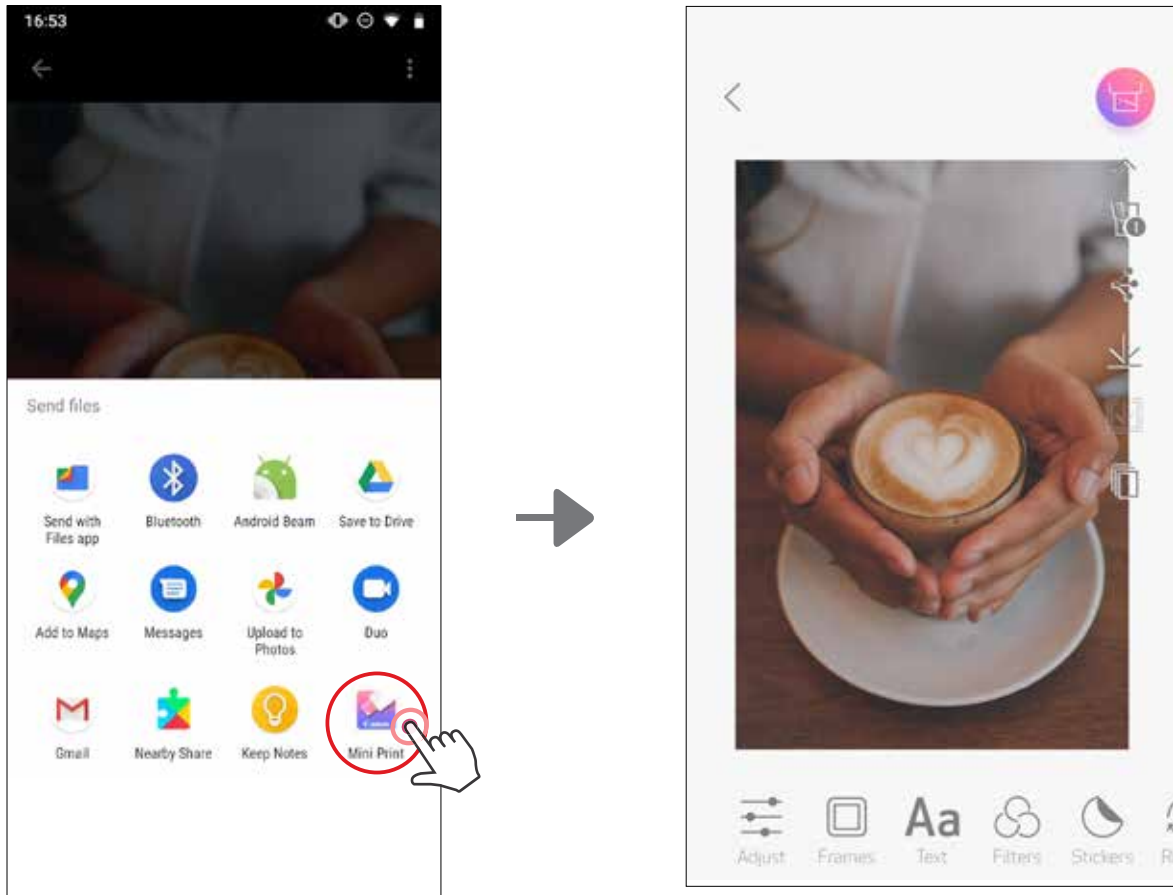 16:53
Send files
Send with
Files app
Bluetooth
Android Beam
Save to Drive
Add to Maps
Messages
Upload to
Photos
Duo
Gmail
Nearby Share
Keep Notes
Mini Print
Adjust
Frames
Aa
Text
Filters
Stickers